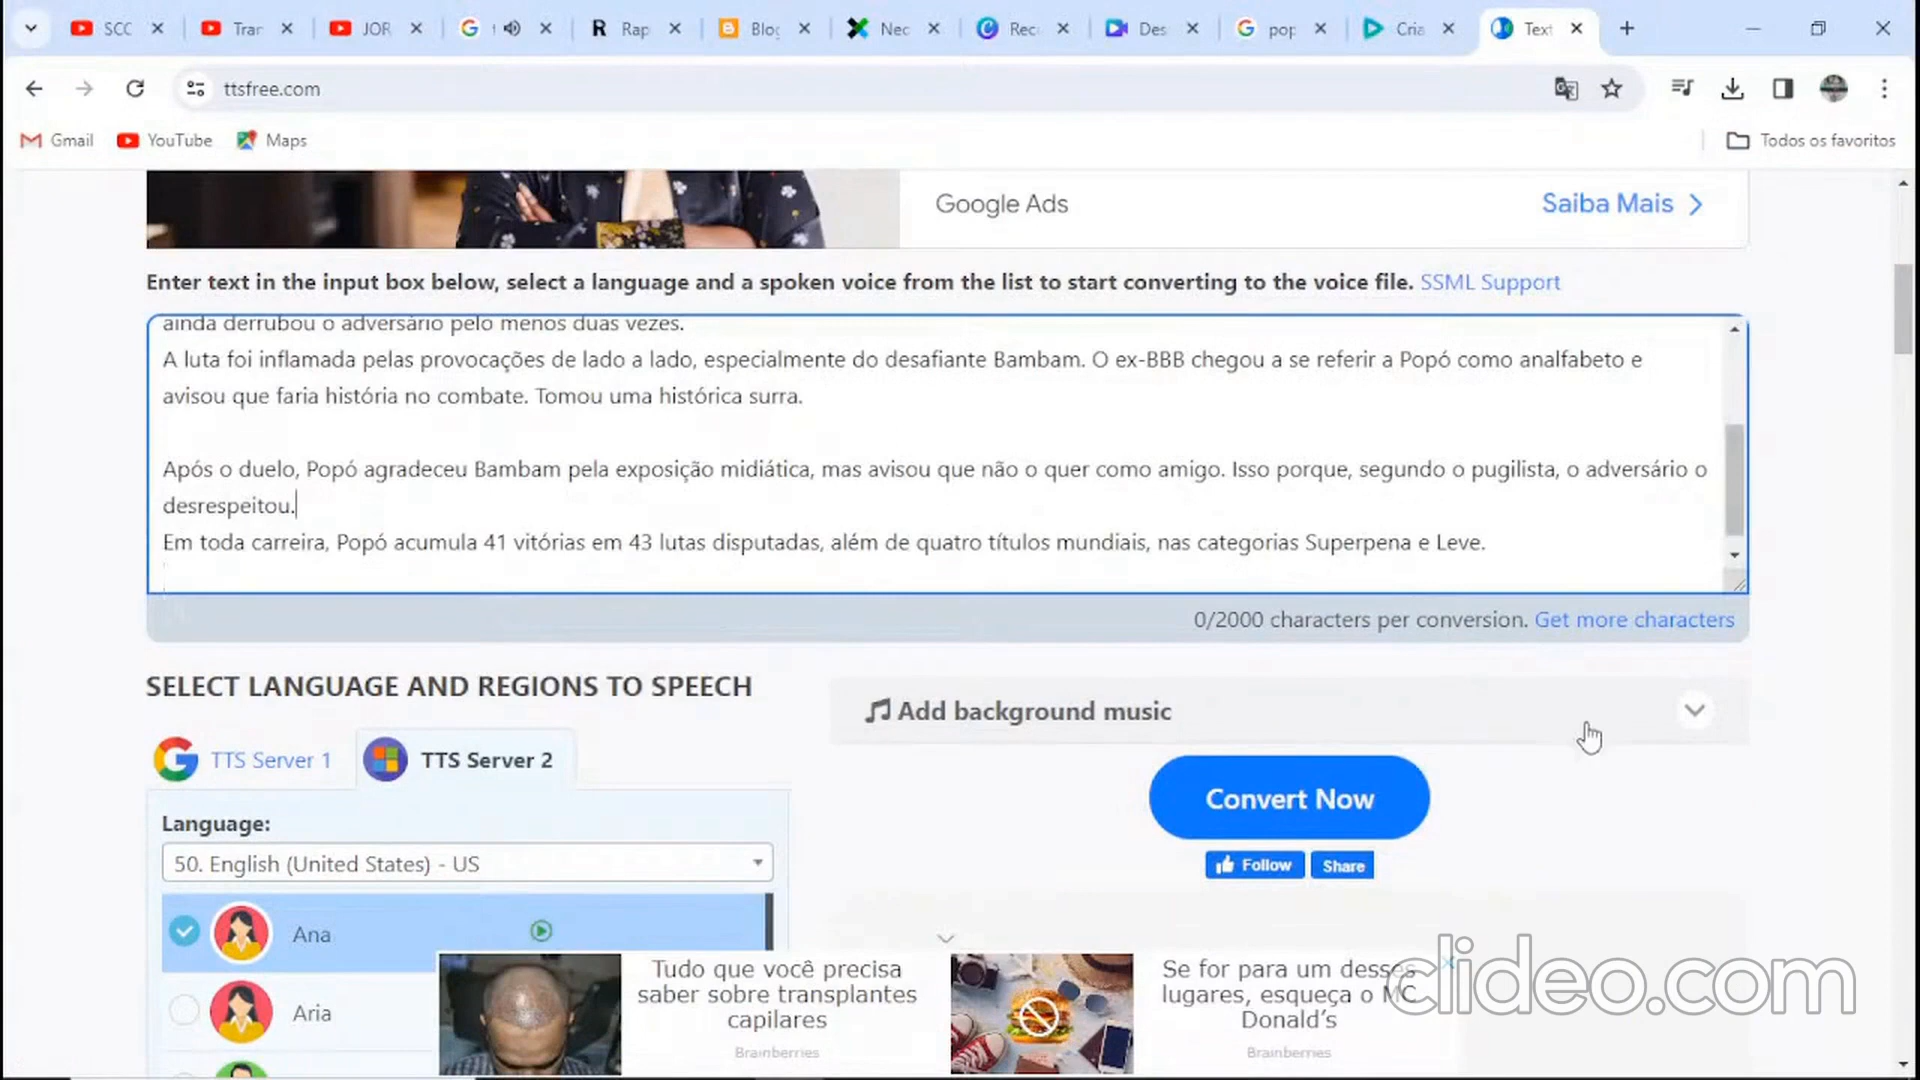 SCC
Trar
JOR
Rap
Blog
Nec
Rec
Des
pop
Cria
Text
ttsfree.com
Gmail
YouTube
Maps
Todos os favoritos
Google Ads
Saiba Mais
Enter text in the input box below, select a language and a spoken voice from the list to start converting to the voice file. SSML Support
ainda derrubou o adversário pelo menos duas vezes.
A luta foi inflamada pelas provocações de lado a lado, especialmente do desafiante Bambam. O ex-BBB chegou a se referir a Popó como analfabeto e
avisou que faria história no combate. Tomou uma histórica surra.
Após o duelo, Popó agradeceu Bambam pela exposição midiática, mas avisou que não o quer como amigo. Isso porque, segundo o pugilista, o adversário o
desrespeitou.
Em toda carreira, Popó acumula 41 vitórias em 43 lutas disputadas, além de quatro títulos mundiais, nas categorias Superpena e Leve.
0/2000 characters per conversion. Get more characters
SELECT LANGUAGE AND REGIONS TO SPEECH
Add background music
TTS Server 1
TTS Server 2
Convert Now
Language:
50. English (United States) - US
Follow
Share
Ana
Aria
Tudo que você precisa
saber sobre transplantes
capilares
Brainberries
Se for para um desses
lugares, esqueça o MC
Donald's
Brainberries
clideo.com